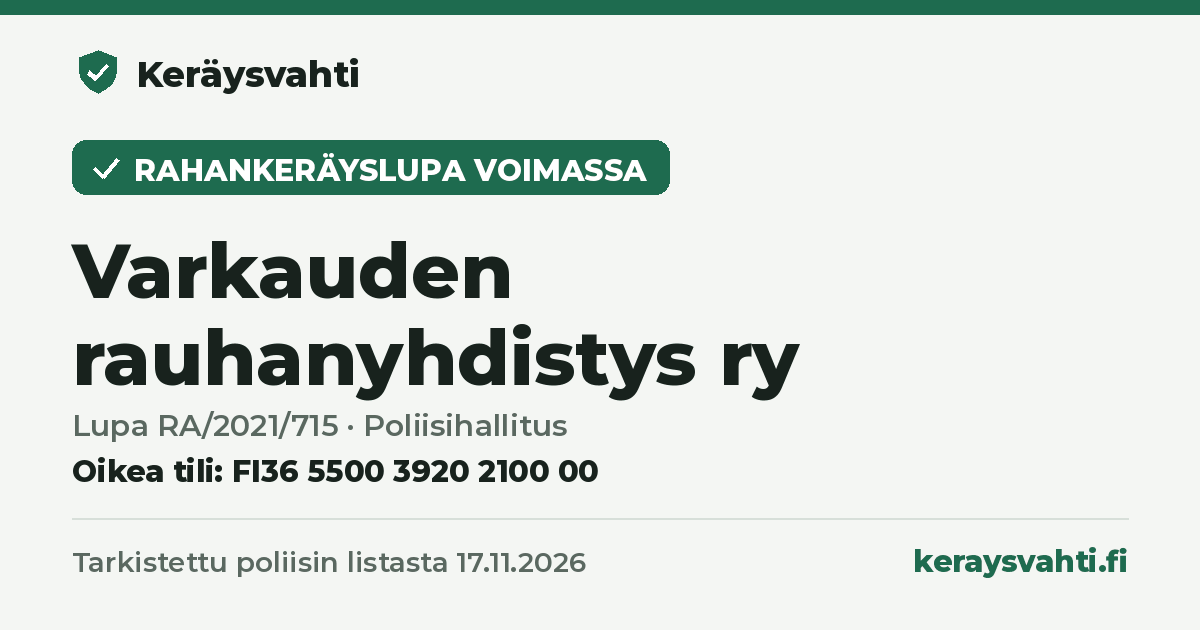 Keräysvahti
RAHANKERÄYSLUPA VOIMASSA
Varkauden
rauhanyhdistys ry
Lupa RA/2021/715 · Poliisihallitus
Oikea tili: FI36 5500 3920 2100 00
Tarkistettu poliisin listasta 17.11.2026
keraysvahti.fi